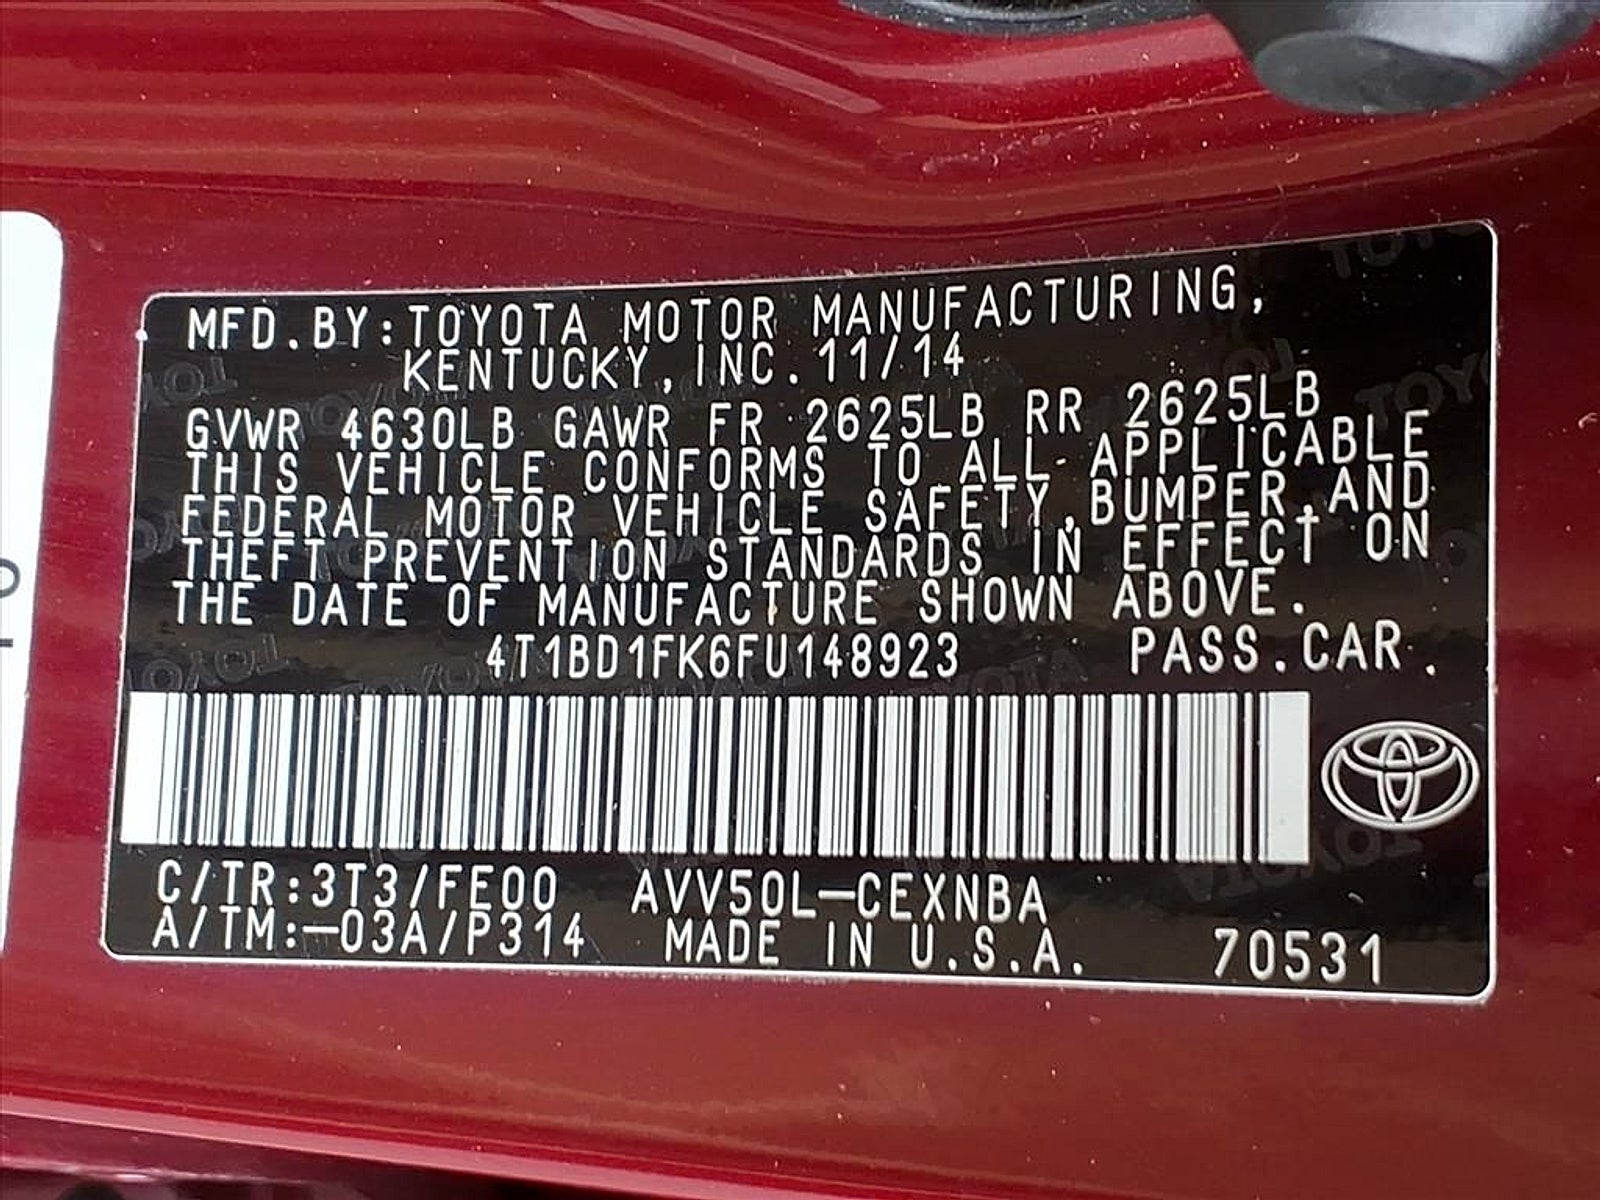 MFD.BY:TOYOTA MOTOR MANUFACTURING,
KENTUCKY,INC.11/14
GVWR 4630LB GAWR FR 2625LB RR 2625LB
THIS VEHICLE CONFORMS TO ALL APPLICABLE
FEDERAL MOTOR VEHICLE SAFETY,BUMPER,AND
THEFT PREVENTION STANDARDS IN EFFECT ON
THE DATE OF MANUFACTURE SHOWN ABOVE.
4T1BD1FK6FU148923 PASS.CAR.
C/TR:3T3/FE00 AVV50L-CEXNBA
A/TM:-03A/P314 MADE IN U.S.A. 70531